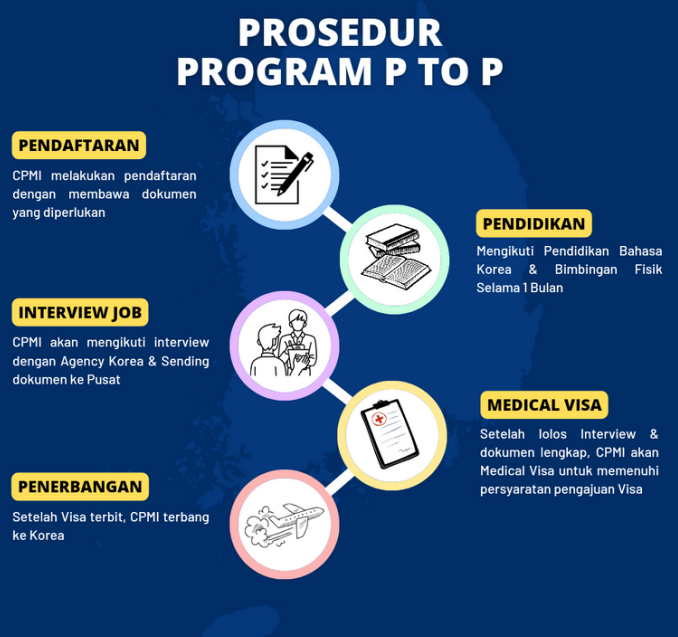 PROSEDUR
PROGRAM P TO P
PENDAFTARAN
CPMI melakukan pendaftaran
dengan membawa dokumen
yang diperlukan
PENDIDIKAN
Mengikuti Pendidikan Bahasa
Korea & Bimbingan Fisik
Selama 1 Bulan
INTERVIEW JOB
CPMI akan mengikuti interview
dengan Agency Korea & Sending
dokumen ke Pusat
MEDICAL VISA
Setelah lolos Interview &
dokumen lengkap, CPMI akan
Medical Visa untuk memenuhi
persyaratan pengajuan Visa
PENERBANGAN
Setelah Visa terbit, CPMI terbang
ke Korea